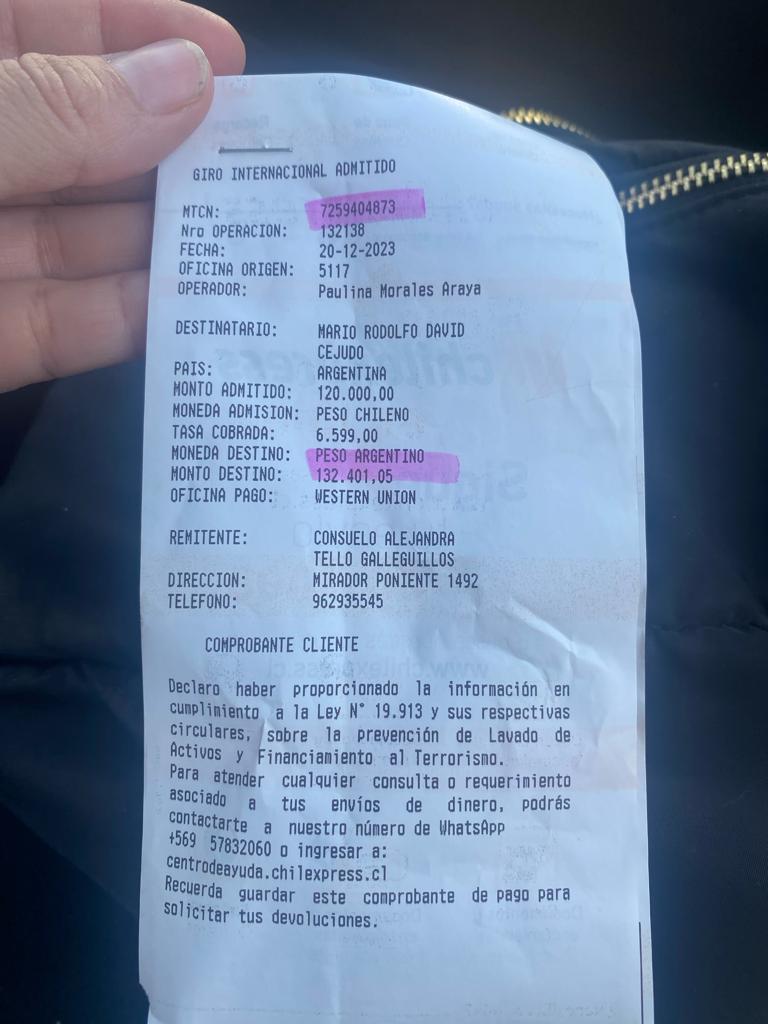 GIRO INTERNACIONAL ADMITIDO
MTCN: 7259404873
Nro OPERACION: 132138
FECHA: 20-12-2023
OFICINA ORIGEN: 5117
OPERADOR: Paulina Morales Araya
DESTINATARIO: MARIO RODOLFO DAVID
CEJUDO
PAIS: ARGENTINA
MONTO ADMITIDO: 120.000,00
MONEDA ADMISION: PESO CHILENO
TASA COBRADA: 6.599,00
MONEDA DESTINO: PESO ARGENTINO
MONTO DESTINO: 132.401,05
OFICINA PAGO: WESTERN UNION
REMITENTE: CONSUELO ALEJANDRA
TELLO GALLEGUILLOS
DIRECCION: MIRADOR PONIENTE 1492
TELEFONO: 962935545
COMPROBANTE CLIENTE
Declaro haber proporcionado la información en
cumplimiento a la Ley N° 19.913 y sus respectivas
circulares, sobre la prevención de Lavado de
Activos y Financiamiento al Terrorismo.
Para atender cualquier consulta o requerimiento
asociado a tus envíos de dinero, podrás
contactarte a nuestro número de WhatsApp
+569 57832060 o ingresar a:
centrodeayuda.chilexpress.cl
Recuerda guardar este comprobante de pago para
solicitar tus devoluciones.